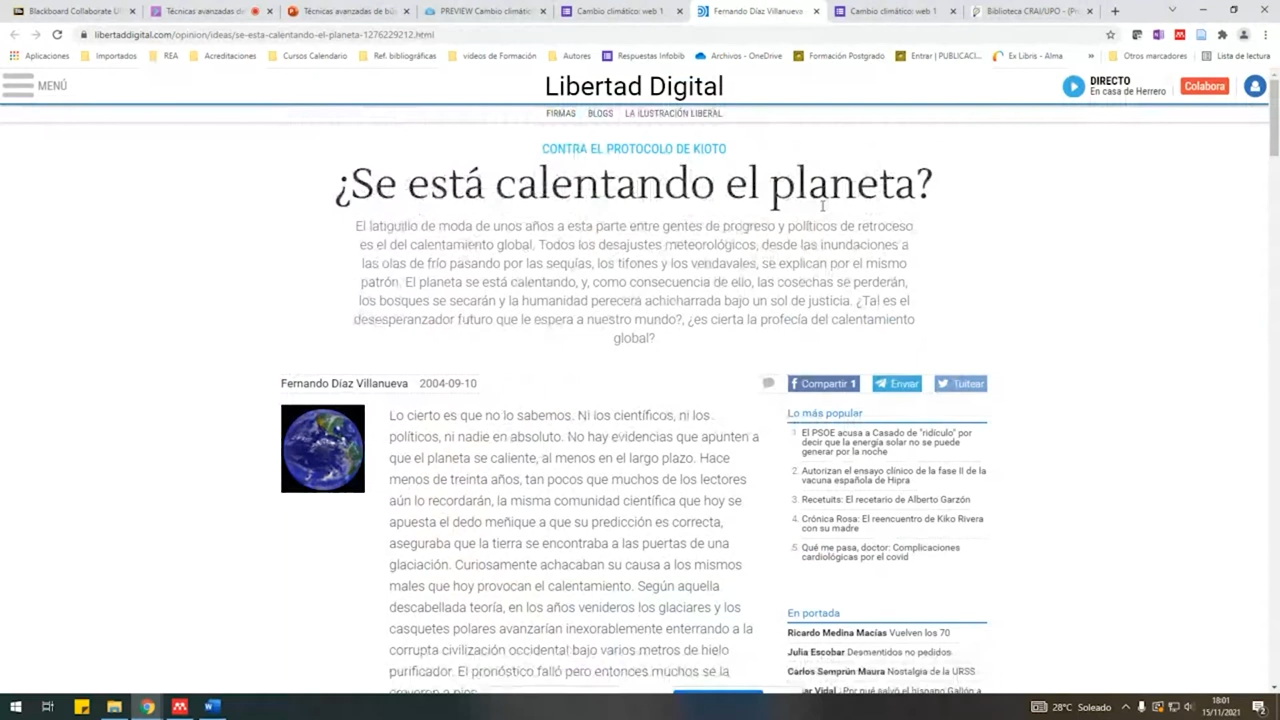 Blackboard Collaborate Ul
Técnicas avanzadas de
Técnicas avanzadas de bú
PREVIEW Cambio climátic
Cambio climático: web 1
Fernando Díaz Villanueva
Cambio climático: web 1
Biblioteca CRAI/UPO - (Pr
libertaddigital.com/opinion/ideas/se-esta-calentando-el-planeta-1276229212.html
Aplicaciones
Importados
REA
Acreditaciones
Cursos Calendario
Ref. bibliográficas
videos de Formación
Autores
Respuestas Infobib
Archivos - OneDrive
Formación Postgrado
Entrar | PUBLICACI...
Ex Libris - Alma
»
Otros marcadores
Lista de lectura
MENÚ
Libertad Digital
DIRECTO
En casa de Herrero
Colabora
FIRMAS BLOGS LA ILUSTRACIÓN LIBERAL
CONTRA EL PROTOCOLO DE KIOTO
¿Se está calentando el planeta?
El latiguillo de moda de unos años a esta parte entre gentes de progreso y políticos de retroceso
es el del calentamiento global. Todos los desajustes meteorológicos, desde las inundaciones a
las olas de frío pasando por las sequías, los tifones y los vendavales, se explican por el mismo
patrón. El planeta se está calentando, y, como consecuencia de ello, las cosechas se perderán,
los bosques se secarán y la humanidad perecerá achicharrada bajo un sol de justicia. ¿Tal es el
desesperanzador futuro que le espera a nuestro mundo?, ¿es cierta la profecía del calentamiento
global?
Fernando Díaz Villanueva 2004-09-10
Compartir 1
Enviar
Tuitear
Lo cierto es que no lo sabemos. Ni los científicos, ni los
políticos, ni nadie en absoluto. No hay evidencias que apunten a
que el planeta se caliente, al menos en el largo plazo. Hace
menos de treinta años, tan pocos que muchos de los lectores
aún lo recordarán, la misma comunidad científica que hoy se
apuesta el dedo meñique a que su predicción es correcta,
aseguraba que la tierra se encontraba a las puertas de una
glaciación. Curiosamente achacaban su causa a los mismos
males que hoy provocan el calentamiento. Según aquella
descabellada teoría, en los años venideros los glaciares y los
casquetes polares avanzarían inexorablemente enterrando a la
corrupta civilización occidental bajo varios metros de hielo
purificador. El pronóstico falló pero entonces muchos se la
Lo más popular
1 El PSOE acusa a Casado de "ridículo" por
decir que la energía solar no se puede
generar por la noche
2. Autorizan el ensayo clínico de la fase II de la
vacuna española de Hipra
3. Recetuits: El recetario de Alberto Garzón
4. Crónica Rosa: El reencuentro de Kiko Rivera
con su madre
5. Qué me pasa, doctor: Complicaciones
cardiológicas por el covid
En portada
Ricardo Medina Macías Vuelven los 70
Julia Escobar Desmentidos no pedidos
Carlos Semprún Maura Nostalgia de la URSS
Vidal ¿Por qué salvó el hispano Galión a
28°C Soleado
18:01
15/11/2021
2